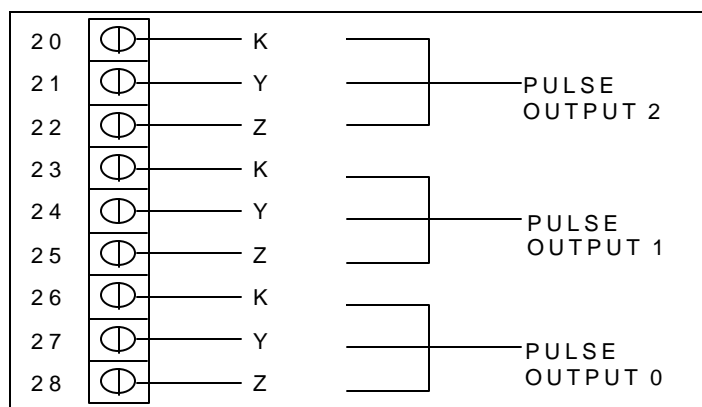 20 K
21 Y PULSE
OUTPUT 2
22 Z
23 K
24 Y PULSE
OUTPUT 1
25 Z
26 K
27 Y PULSE
OUTPUT 0
28 Z